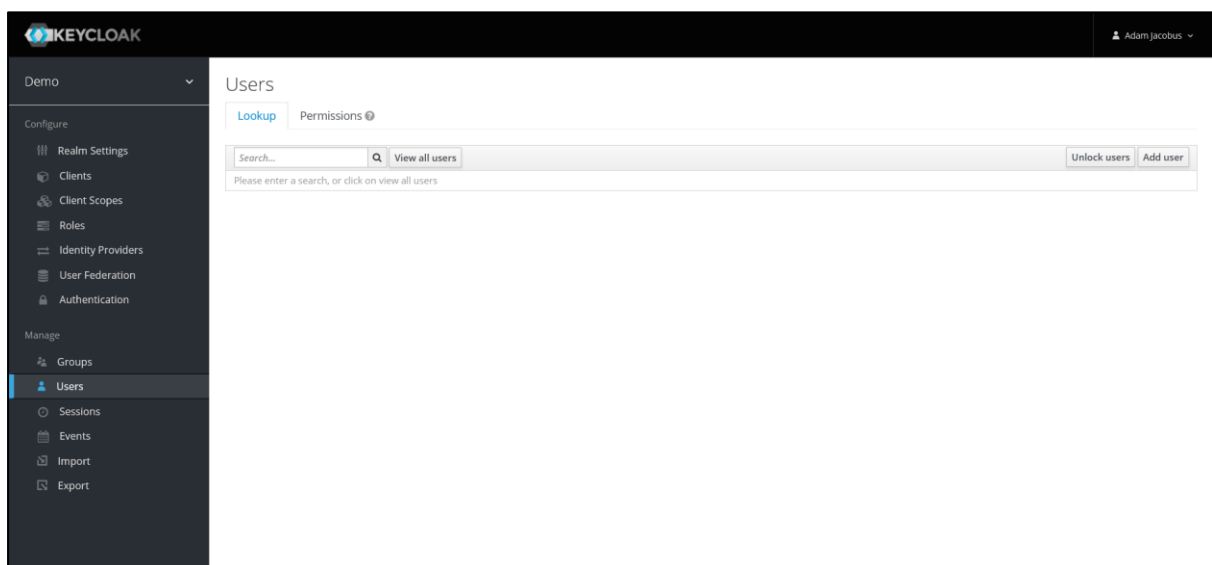 KEYCLOAK
Adam Jacobus
Demo
Configure
Realm Settings
Clients
Client Scopes
Roles
Identity Providers
User Federation
Authentication
Manage
Groups
Users
Sessions
Events
Import
Export
Users
Lookup Permissions
Search... View all users Unlock users Add user
Please enter a search, or click on view all users